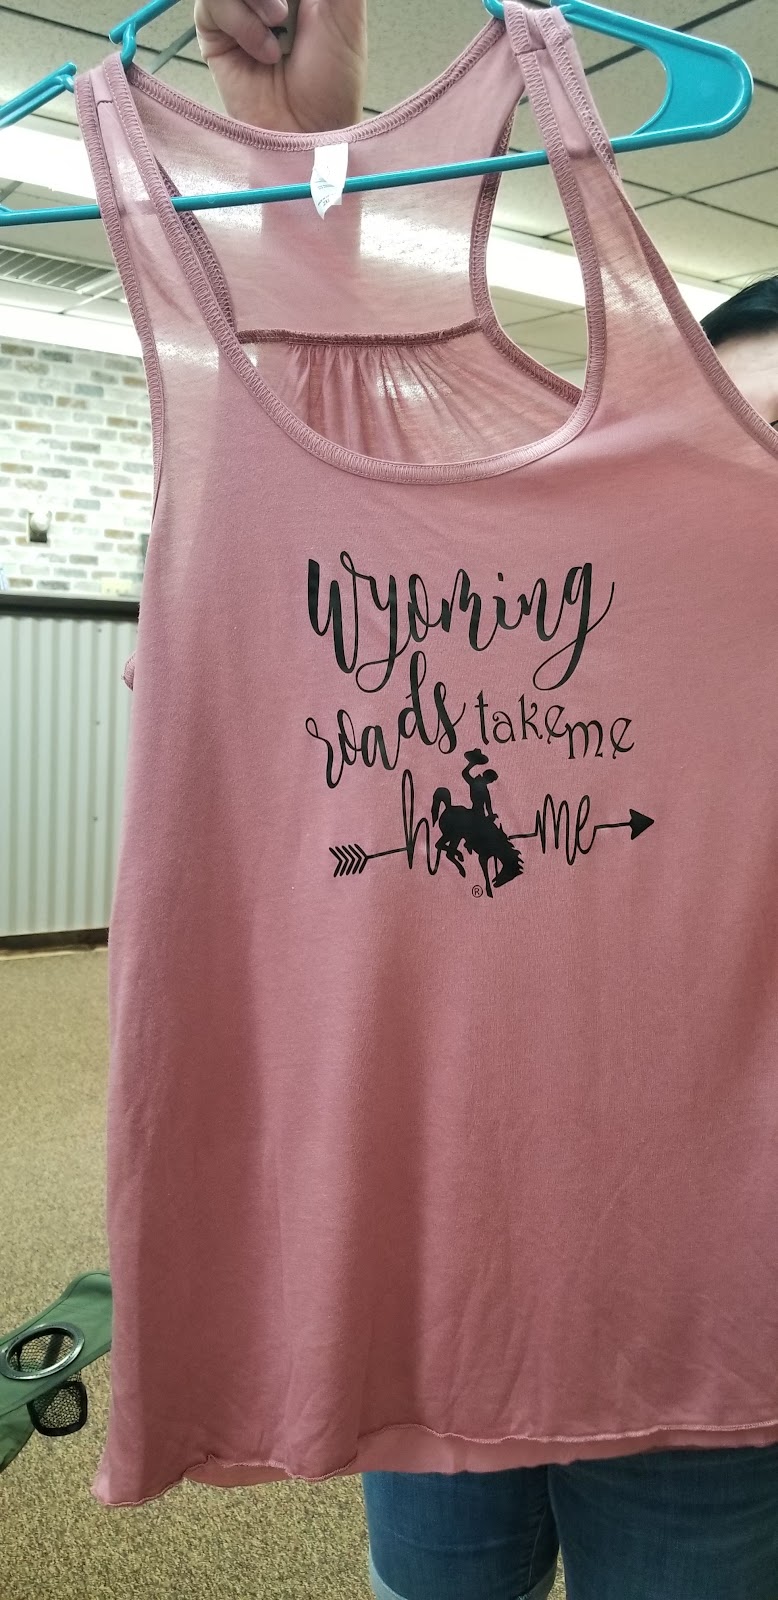 Wyoming
roads take me
h me
®